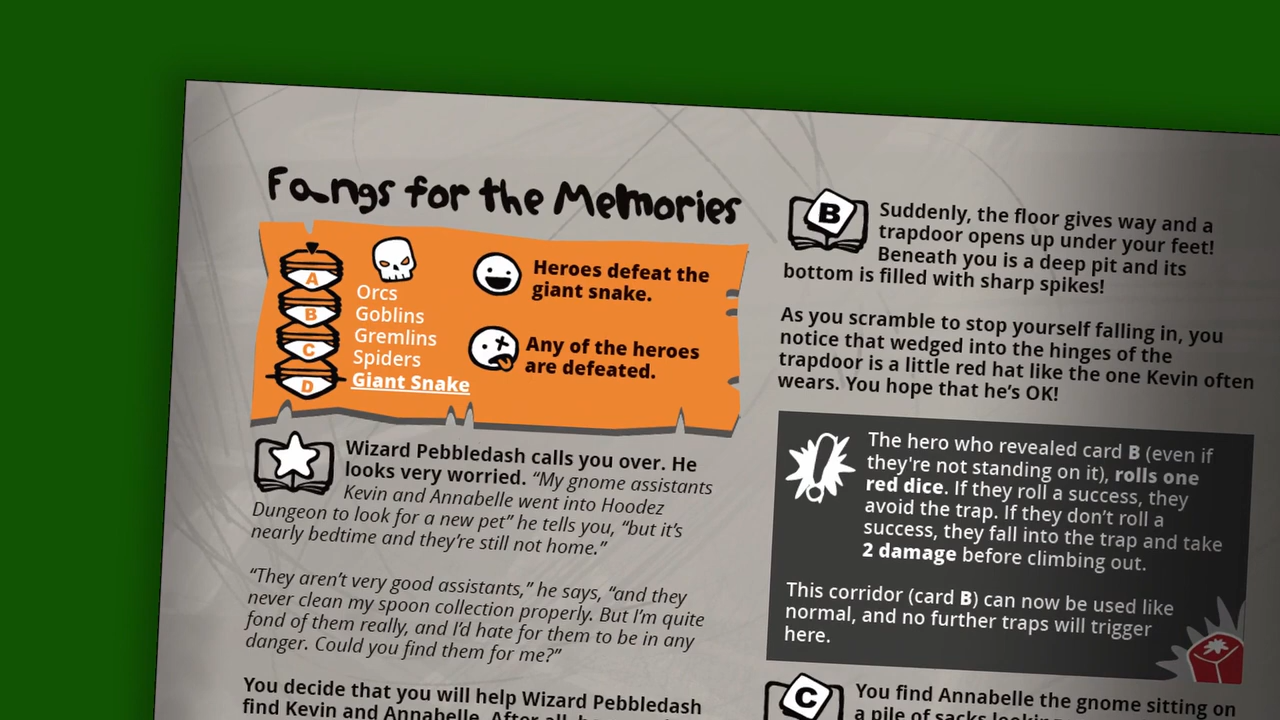 Fangs for the Memories
A
B
C
D
Orcs
Goblins
Gremlins
Spiders
Giant Snake
Heroes defeat the
giant snake.
Any of the heroes
are defeated.
Wizard Pebbledash calls you over. He
looks very worried. “My gnome assistants
Kevin and Annabelle went into Hoodez
Dungeon to look for a new pet” he tells you, “but it’s
nearly bedtime and they’re still not home.”
“They aren’t very good assistants,” he says, “and they
never clean my spoon collection properly. But I’m quite
fond of them really, and I’d hate for them to be in any
danger. Could you find them for me?”
You decide that you will help Wizard Pebbledash
find Kevin and Annabelle. After all,
B
Suddenly, the floor gives way and a
trapdoor opens up under your feet!
Beneath you is a deep pit and its
bottom is filled with sharp spikes!
As you scramble to stop yourself falling in, you
notice that wedged into the hinges of the
trapdoor is a little red hat like the one Kevin often
wears. You hope that he’s OK!
The hero who revealed card B (even if
they're not standing on it), rolls one
red dice. If they roll a success, they
avoid the trap. If they don’t roll a
success, they fall into the trap and take
2 damage before climbing out.
This corridor (card B) can now be used like
normal, and no further traps will trigger
here.
C
You find Annabelle the gnome sitting on
a pile of sacks looking